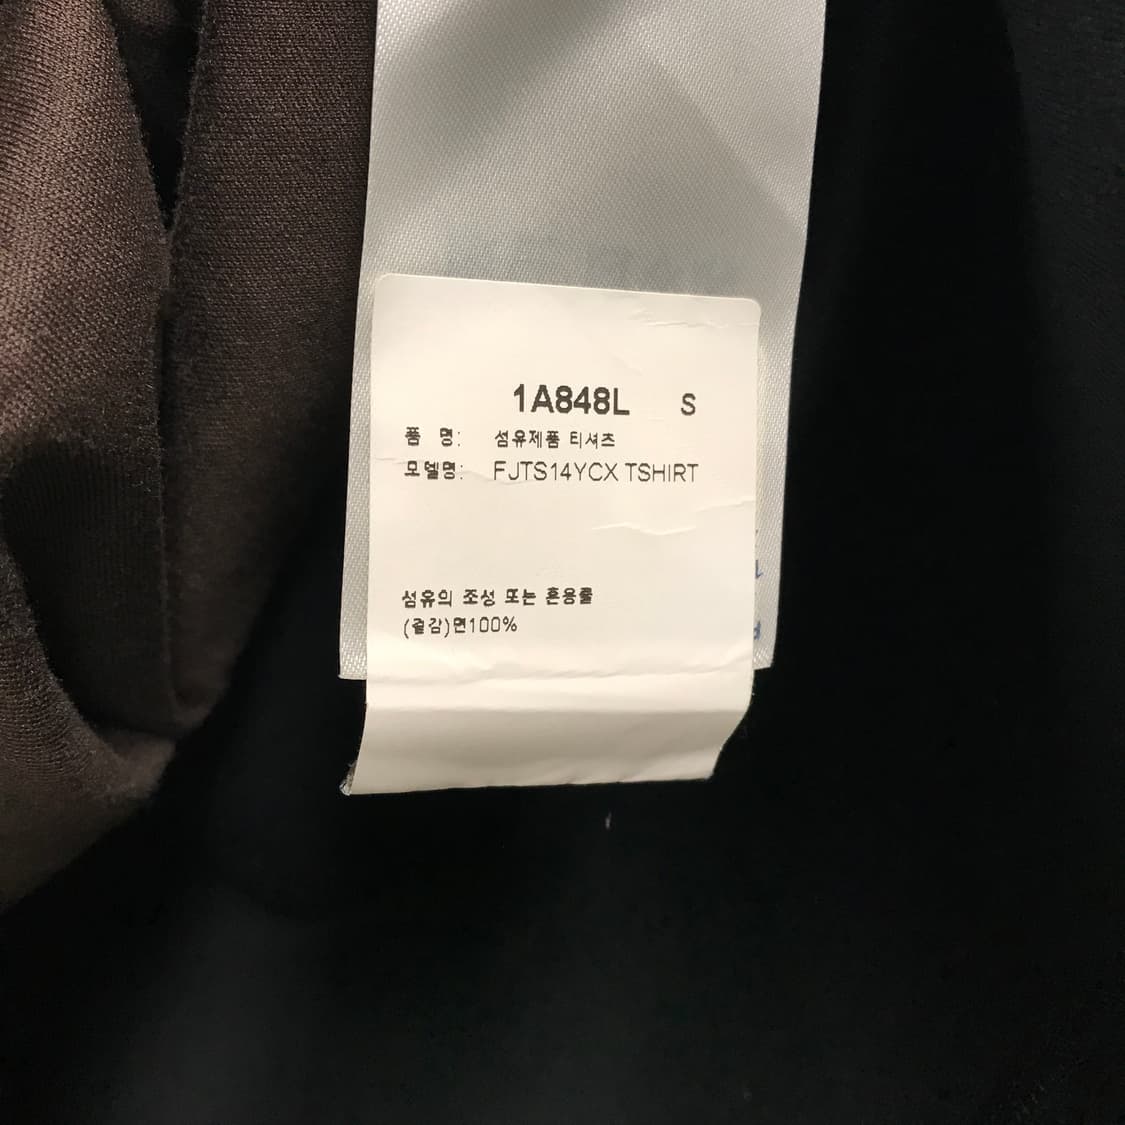 1A848L S
품 명: 섬유제품 티셔츠
모델명: FJTS14YCX TSHIRT
섬유의 조성 또는 혼용률
(겉감)면100%